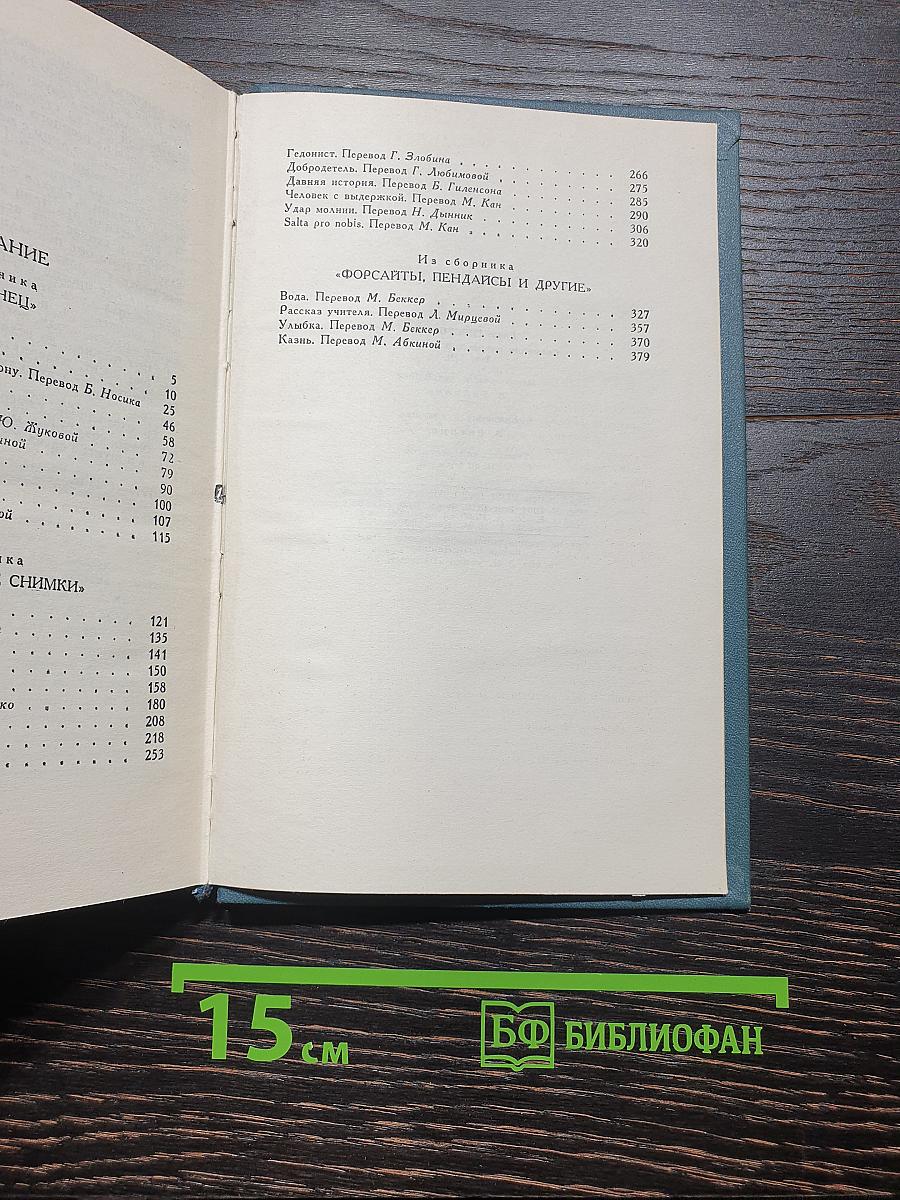 АНИЕ
ника
НЕЦ»
5
10
ону. Перевод Б. Носика 25
46
Ю. Жуковой 58
иной 72
79
90
100
107
ой 115
ика
СНИМКИ»
121
135
141
150
158
ко 180
208
218
253
Гедонист. Перевод Г. Злобина 266
Добродетель. Перевод Г. Любимовой 275
Давняя история. Перевод Б. Гиленсона 285
Человек с выдержкой. Перевод М. Кан 290
Удар молнии. Перевод Н. Дынник 306
Salta pro nobis. Перевод М. Кан 320
Из сборника
«ФОРСАЙТЫ, ПЕНДАЙСЫ И ДРУГИЕ»
Вода. Перевод М. Беккер 327
Рассказ учителя. Перевод Л. Мирцевой 357
Улыбка. Перевод М. Беккер 370
Казнь. Перевод М. Абкиной 379
15 см
БФ БИБЛИОФАН